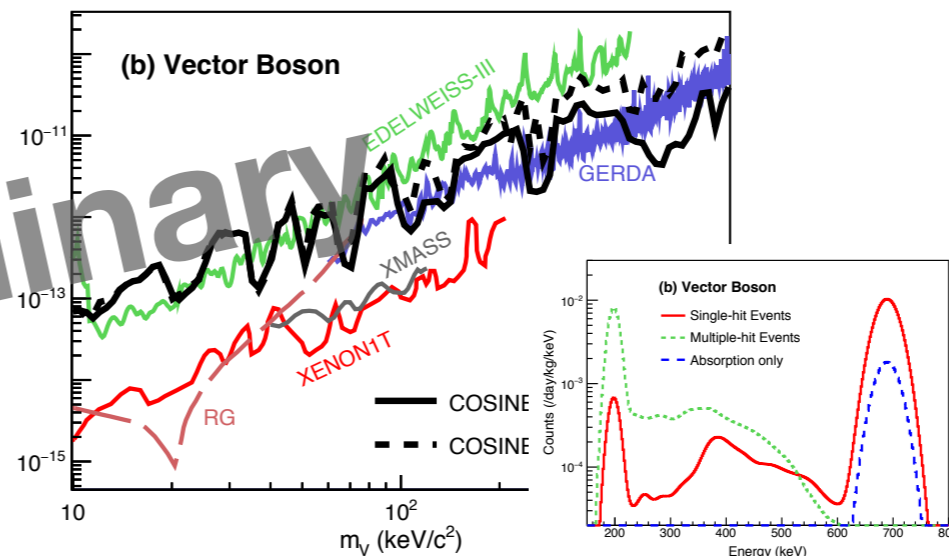 (b) Vector Boson
EDELWEISS-III
10⁻¹¹
GERDA
XMASS
10⁻¹³
XENON1T
RG
COSINE
COSINE
10⁻¹⁵
10
10²
m_V (keV/c²)
(b) Vector Boson
Single-hit Events
Multiple-hit Events
Absorption only
Counts (/day/kg/keV)
10⁻²
10⁻³
10⁻⁴
200 300 400 500 600 700
Energy (keV)